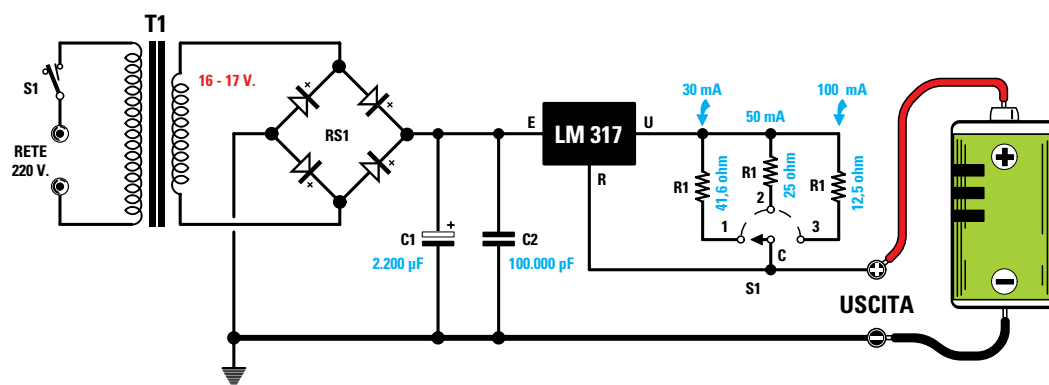 T1
S1
16 - 17 V.
RETE
220 V.
RS1
+
C1
2.200 µF
C2
100.000 pF
E
LM 317
U
R
30 mA
50 mA
100 mA
R1
41,6 ohm
R1
25 ohm
R1
12,5 ohm
1
2
3
C
S1
USCITA
+
−
+
−